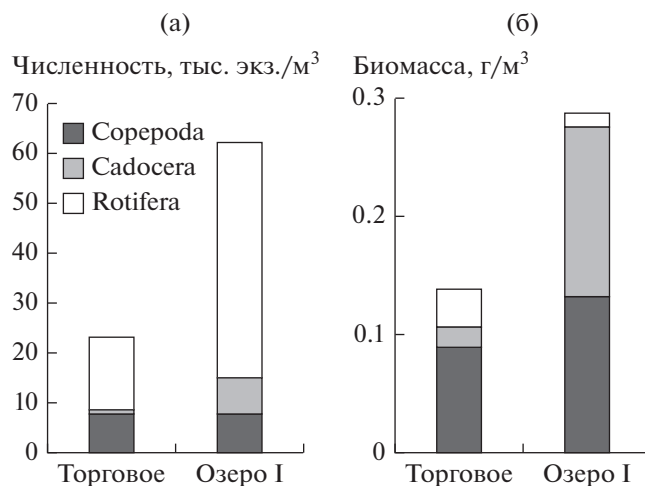 (а)
Численность, тыс. экз./м³
70
60
50
40
30
20
10
0
Copepoda
Cadocera
Rotifera
Торговое
Озеро I
(б)
Биомасса, г/м³
0.3
0.2
0.1
0
Торговое
Озеро I